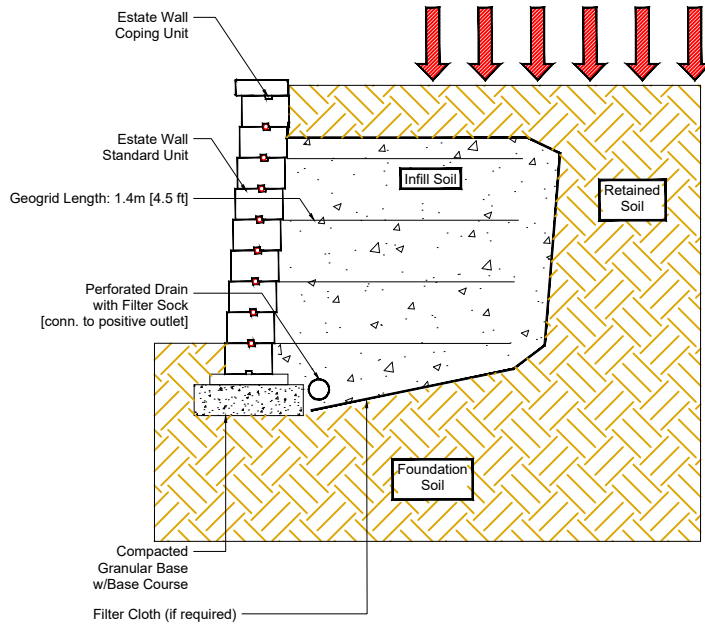 Estate Wall
Coping Unit
Estate Wall
Standard Unit
Infill Soil
Retained
Soil
Geogrid Length: 1.4m [4.5 ft]
Perforated Drain
with Filter Sock
[conn. to positive outlet]
Foundation
Soil
Compacted
Granular Base
w/Base Course
Filter Cloth (if required)